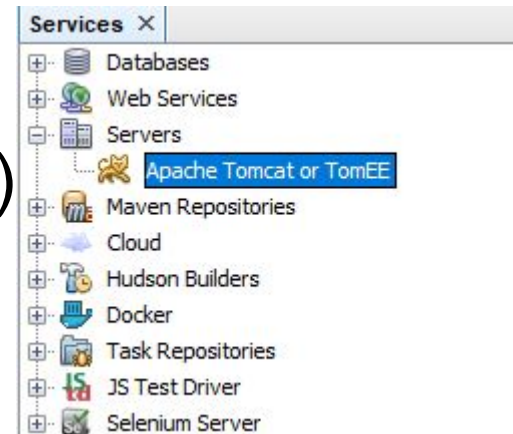 Services ×
Databases
Web Services
Servers
)
Apache Tomcat or TomEE
Maven Repositories
Cloud
Hudson Builders
Docker
Task Repositories
JS Test Driver
Selenium Server